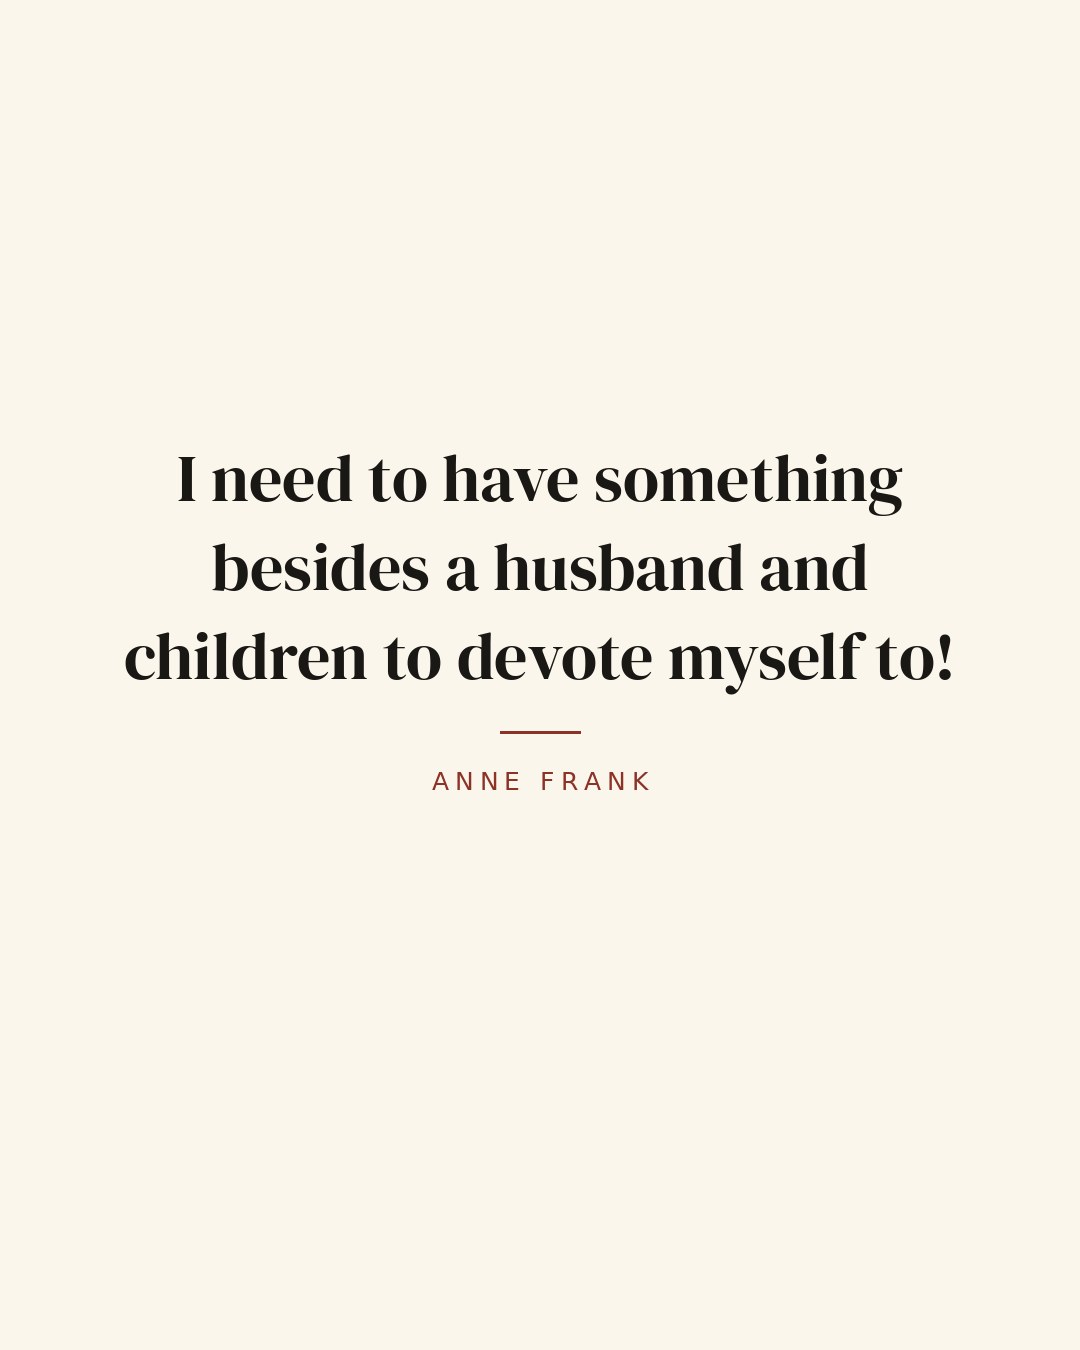 I need to have something
besides a husband and
children to devote myself to!
ANNE FRANK